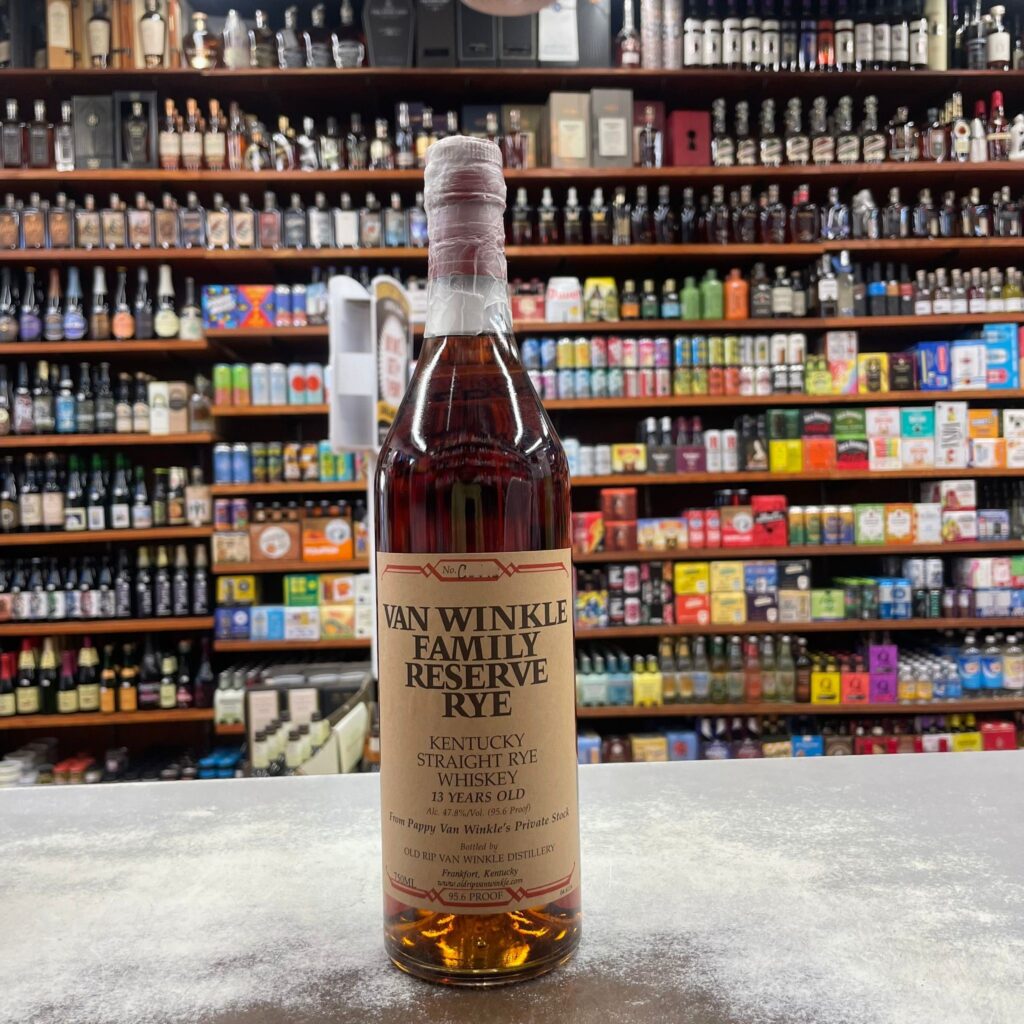 No. C
VAN WINKLE
FAMILY
RESERVE
RYE
KENTUCKY
STRAIGHT RYE
WHISKEY
13 YEARS OLD
Alc. 47.8%/Vol. (95.6 Proof)
From Pappy Van Winkle's Private Stock
Bottled by
OLD RIP VAN WINKLE DISTILLERY
Frankfort, Kentucky
750ML
www.oldripvanwinkle.com
95.6 PROOF